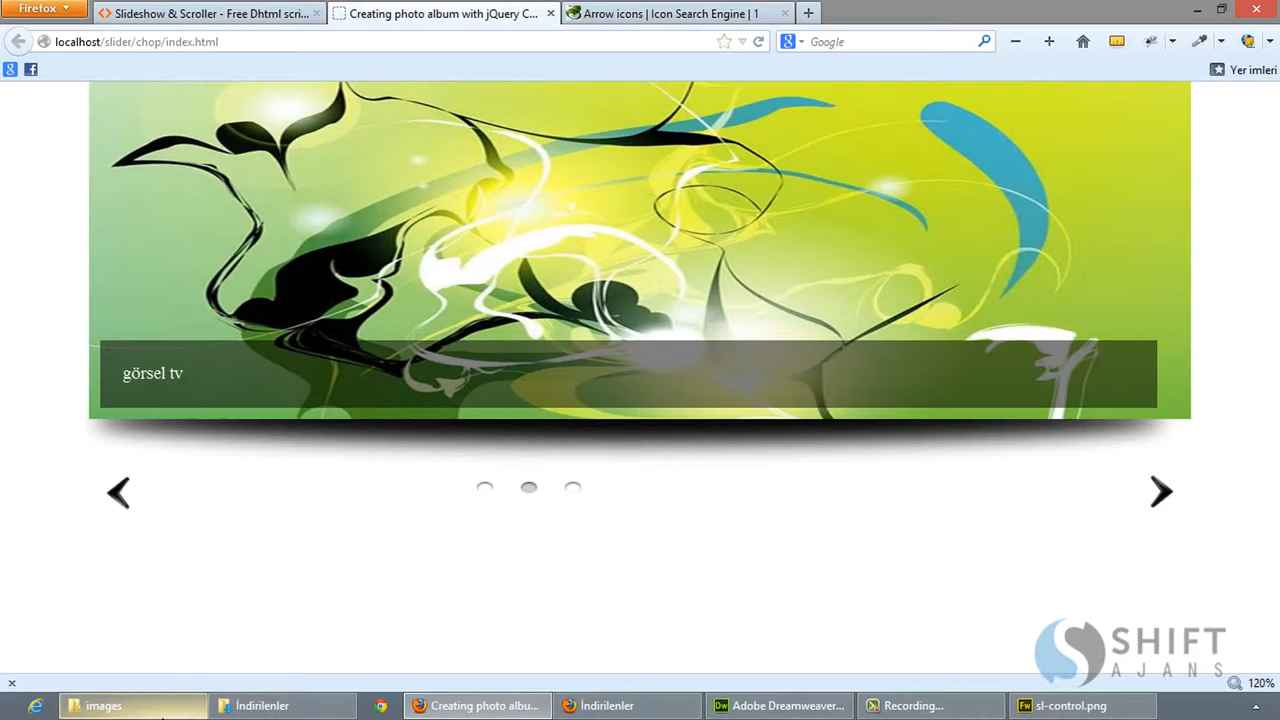 Firefox
Slideshow & Scroller - Free Dhtml scri...
Creating photo album with jQuery C...
Arrow icons | Icon Search Engine | 1
localhost/slider/chop/index.html
Google
Yer imleri
görsel tv
SHIFT
AJANS
120%
images
İndirilenler
Creating photo albu...
İndirilenler
Adobe Dreamweaver...
Recording...
sl-control.png